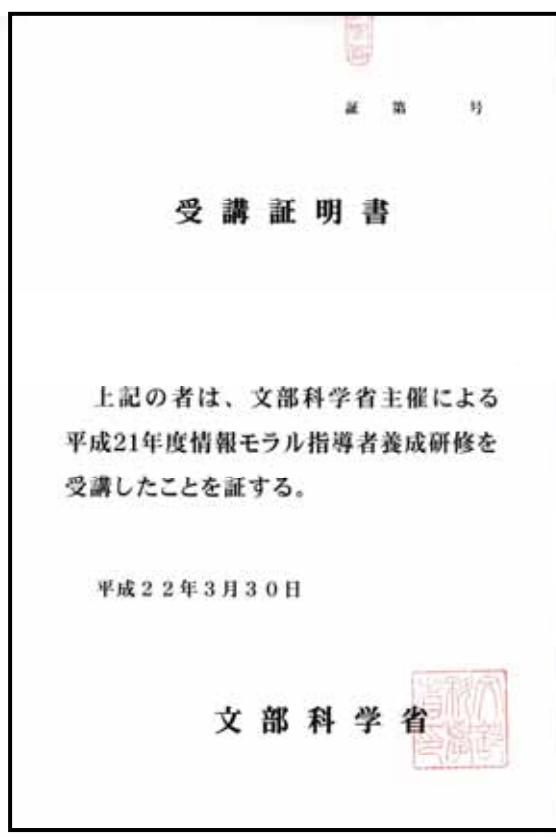 証 第 号
受講証明書
上記の者は、文部科学省主催による
平成21年度情報モラル指導者養成研修を
受講したことを証する。
平成22年3月30日
文部科学省